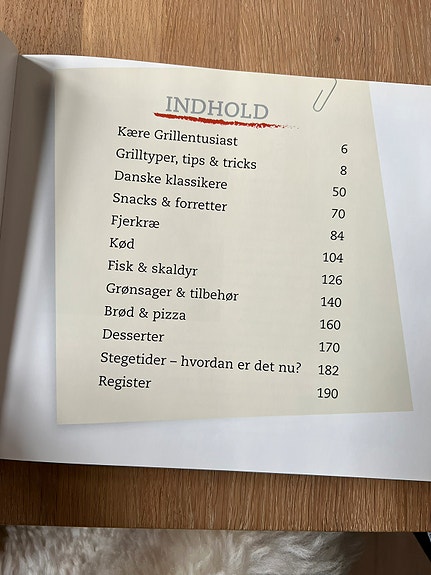 INDHOLD
Kære Grillentusiast 6
Grilltyper, tips & tricks 8
Danske klassikere 50
Snacks & forretter 70
Fjerkræ 84
Kød 104
Fisk & skaldyr 126
Grønsager & tilbehør 140
Brød & pizza 160
Desserter 170
Stegetider – hvordan er det nu? 182
Register 190